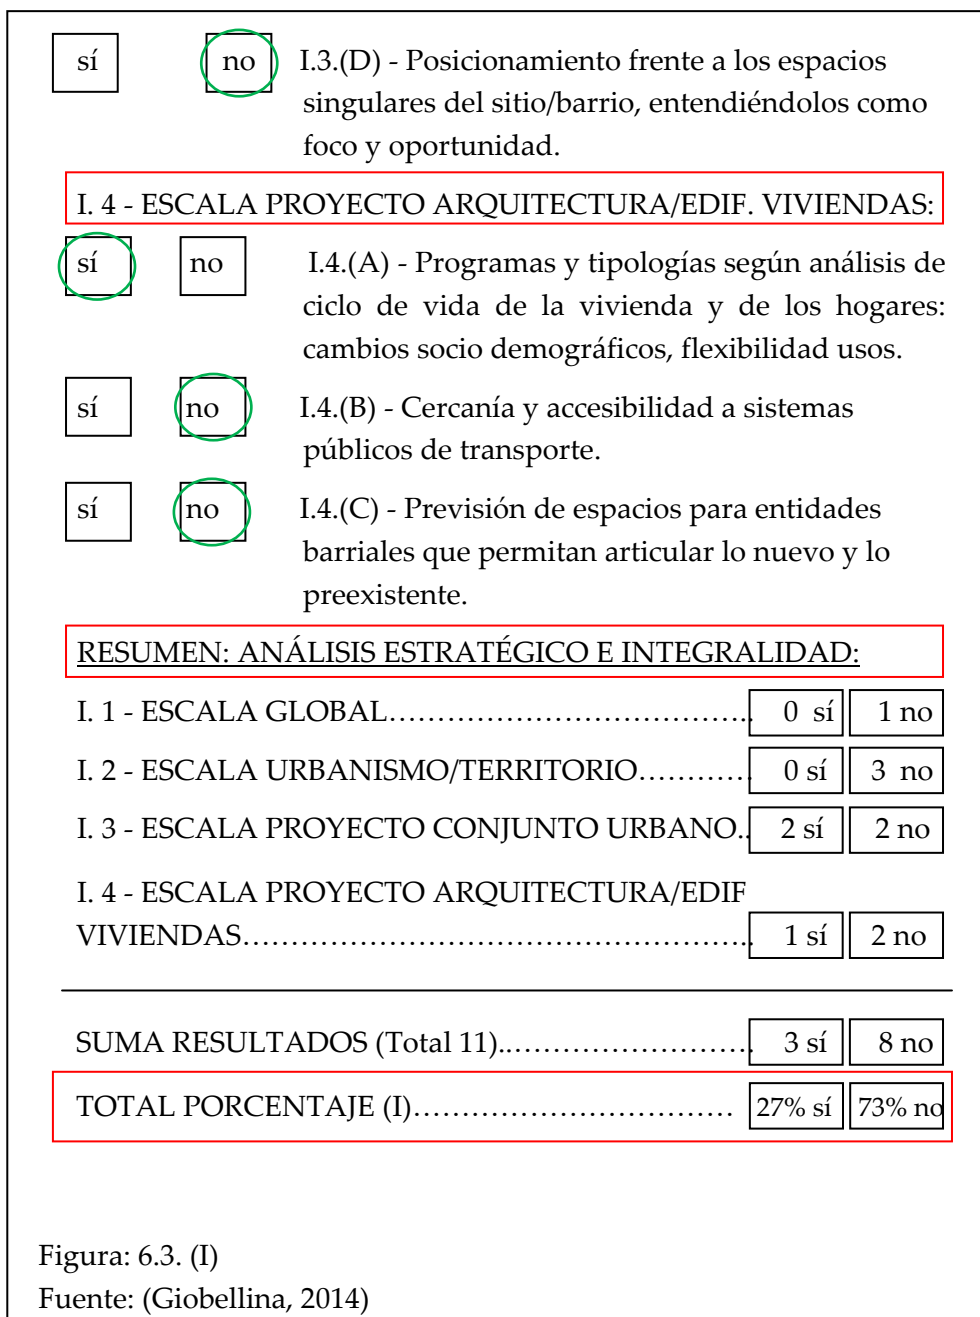 sí no I.3.(D) - Posicionamiento frente a los espacios
singulares del sitio/barrio, entendiéndolos como
foco y oportunidad.
I. 4 - ESCALA PROYECTO ARQUITECTURA/EDIF. VIVIENDAS:
sí no I.4.(A) - Programas y tipologías según análisis de
ciclo de vida de la vivienda y de los hogares:
cambios socio demográficos, flexibilidad usos.
sí no I.4.(B) - Cercanía y accesibilidad a sistemas
públicos de transporte.
sí no I.4.(C) - Previsión de espacios para entidades
barriales que permitan articular lo nuevo y lo
preexistente.
RESUMEN: ANÁLISIS ESTRATÉGICO E INTEGRALIDAD:
I. 1 - ESCALA GLOBAL……………………………….. 0 sí 1 no
I. 2 - ESCALA URBANISMO/TERRITORIO………… 0 sí 3 no
I. 3 - ESCALA PROYECTO CONJUNTO URBANO.. 2 sí 2 no
I. 4 - ESCALA PROYECTO ARQUITECTURA/EDIF
VIVIENDAS…………………………………………….. 1 sí 2 no
SUMA RESULTADOS (Total 11)..……………………. 3 sí 8 no
TOTAL PORCENTAJE (I)…………………………… 27% sí 73% no
Figura: 6.3. (I)
Fuente: (Giobellina, 2014)